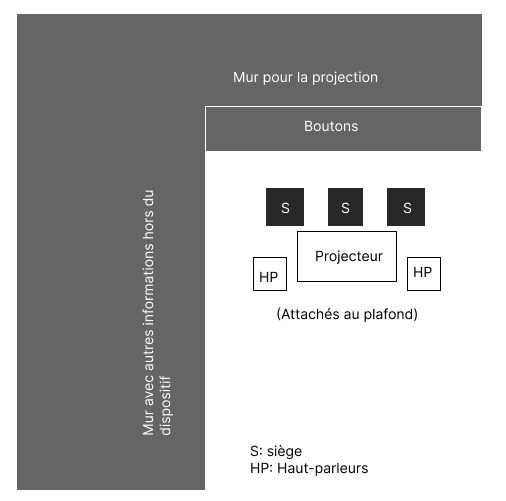 Mur pour la projection
Boutons
Mur avec autres informations hors du
dispositif
S
S
S
Projecteur
HP
HP
(Attachés au plafond)
S: siège
HP: Haut-parleurs